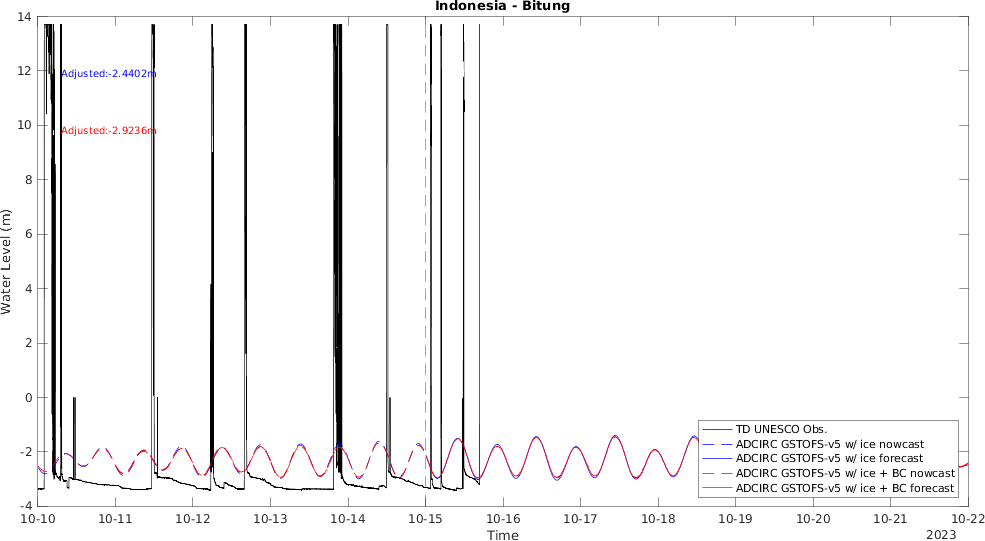 Indonesia - Bitung
14
12
10
8
6
4
2
0
-2
-4
Water Level (m)
Adjusted:-2.4402m
Adjusted:-2.9236m
TD UNESCO Obs.
ADCIRC GSTOFS-v5 w/ ice nowcast
ADCIRC GSTOFS-v5 w/ ice forecast
ADCIRC GSTOFS-v5 w/ ice + BC nowcast
ADCIRC GSTOFS-v5 w/ ice + BC forecast
10-10 10-11 10-12 10-13 10-14 10-15 10-16 10-17 10-18 10-19 10-20 10-21 10-22
Time
2023